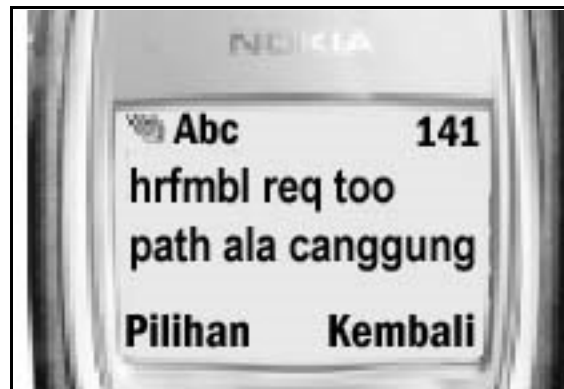 NOKIA
Abc 141
hrfmbl req too
path ala canggung
Pilihan Kembali